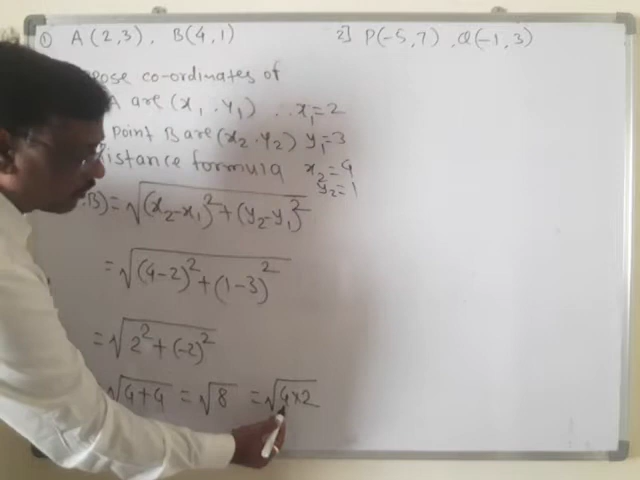 ① A (2,3) , B(4,1)
2] P(-5,7) , Q(-1,3)
pose co-ordinates of
A are (x₁ . y₁) ∴ x₁=2
Point B are (x₂ . y₂) y₁=3
istance formula x₂=4
y₂=1
B) = √(x₂-x₁)²+(y₂-y₁)²
= √(4-2)²+(1-3)²
= √2²+(-2)²
√4+4 = √8 = √4×2